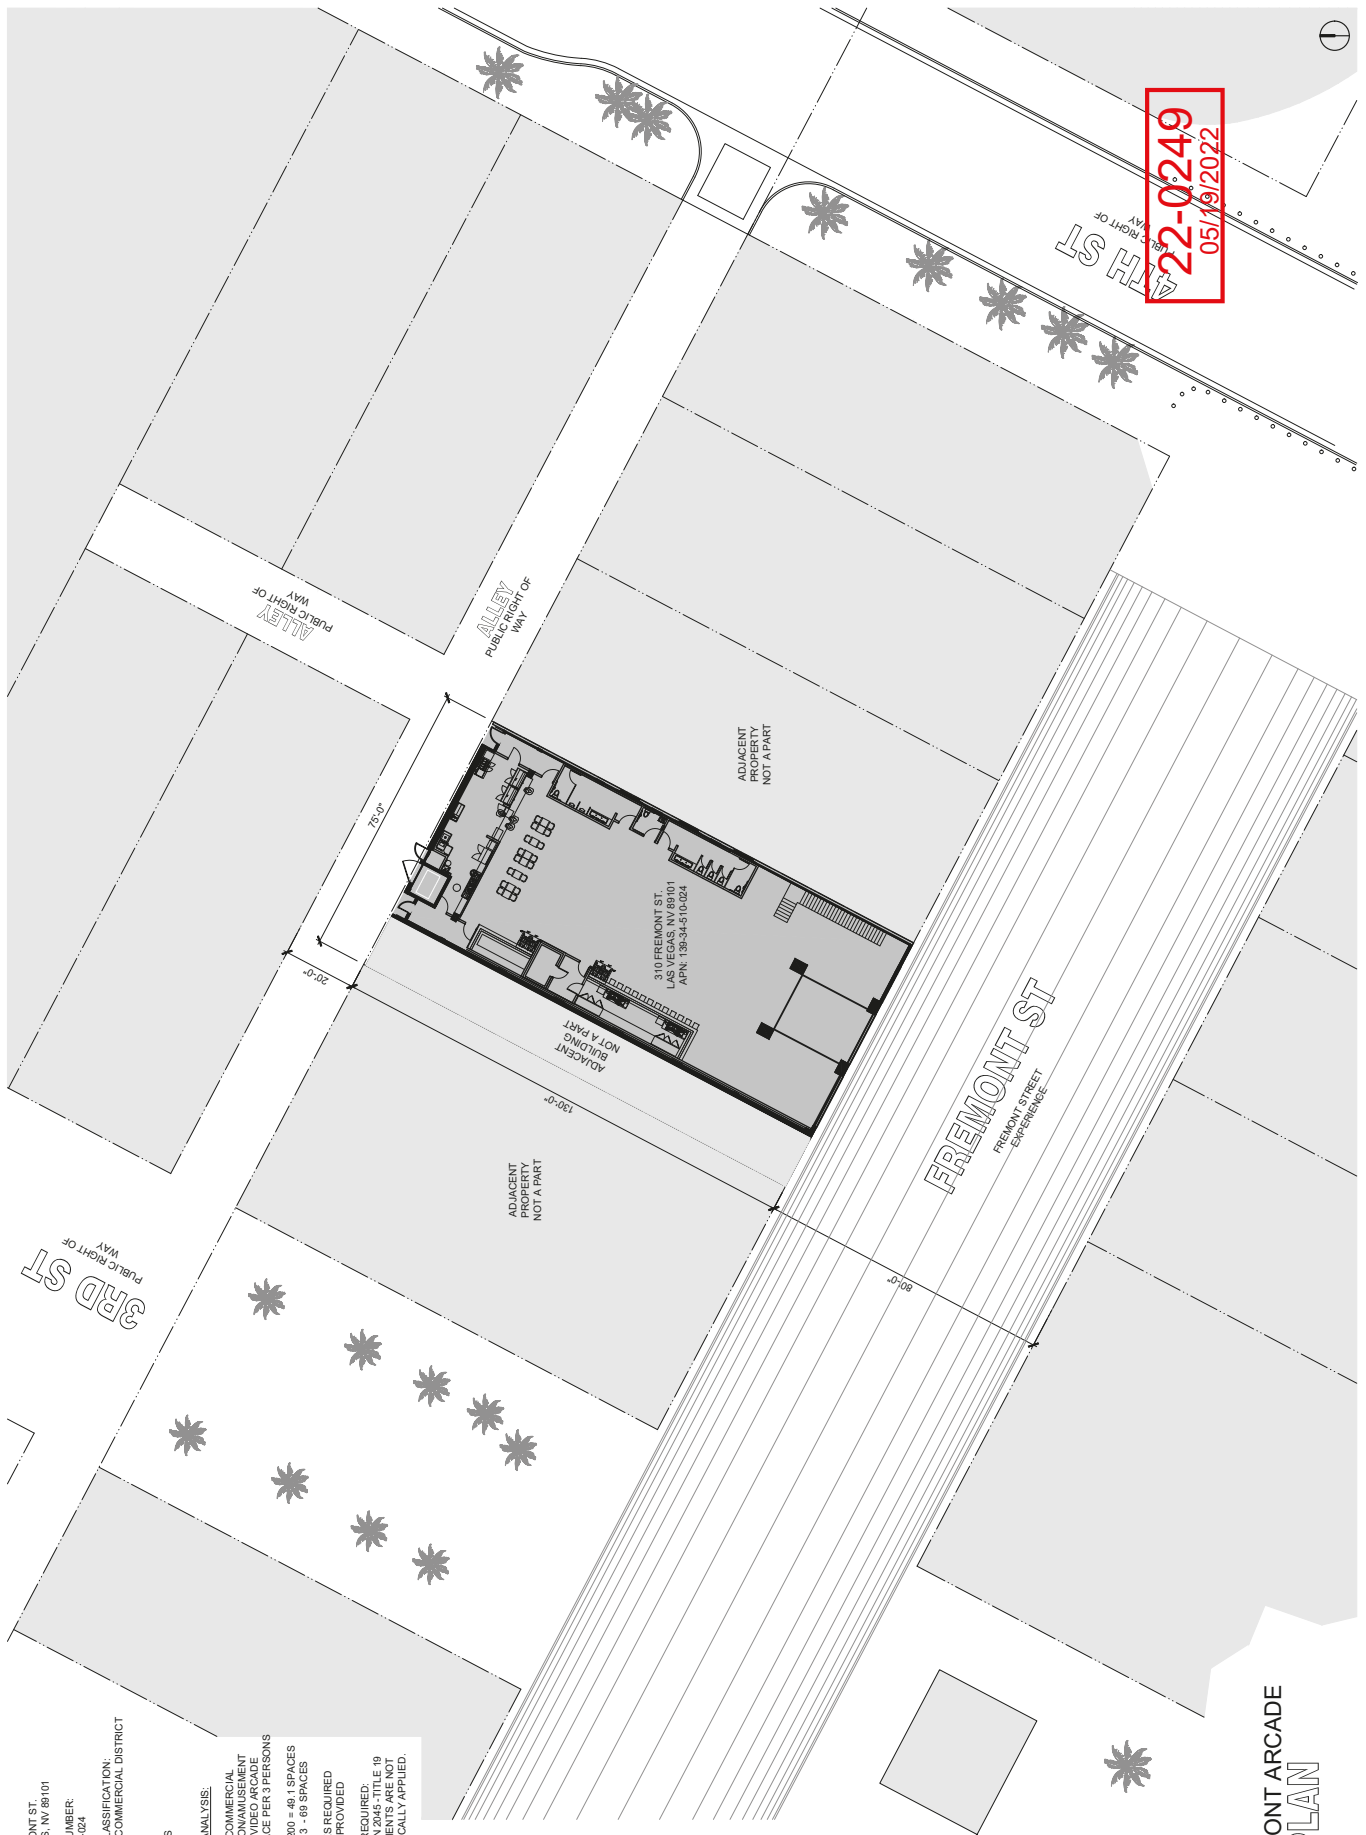 22-0249
05/19/2022
4TH ST
PUBLIC RIGHT OF
WAY
ALLEY
PUBLIC RIGHT OF
WAY
ALLEY
PUBLIC RIGHT OF
WAY
75'-0"
20'-0"
130'-0"
80'-0"
ADJACENT
PROPERTY
NOT A PART
310 FREMONT ST.
LAS VEGAS, NV 89101
APN: 139-34-510-024
ADJACENT
BUILDING
NOT A PART
ADJACENT
PROPERTY
NOT A PART
FREMONT ST
FREMONT STREET
EXPERIENCE
3RD ST
PUBLIC RIGHT OF
WAY
ONT ST.
S, NV 89101
UMBER:
-024
LASSIFICATION:
COMMERCIAL DISTRICT
S
NALYSIS:
COMMERCIAL
ON/AMUSEMENT
VIDEO ARCADE
CE PER 3 PERSONS
200 = 49.1 SPACES
3 - 69 SPACES
S REQUIRED
PROVIDED
REQUIRED:
N 2045 - TITLE 19
MENTS ARE NOT
CALLY APPLIED.
ONT ARCADE
PLAN